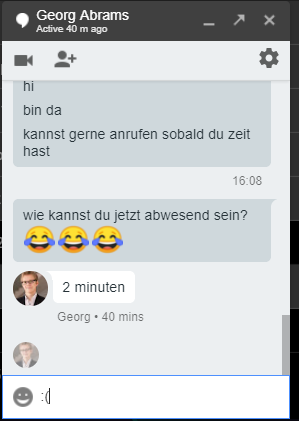 Georg Abrams
Active 40 m ago
hi
bin da
kannst gerne anrufen sobald du zeit
hast
16:08
wie kannst du jetzt abwesend sein?
😂😂😂
2 minuten
Georg • 40 mins
:(